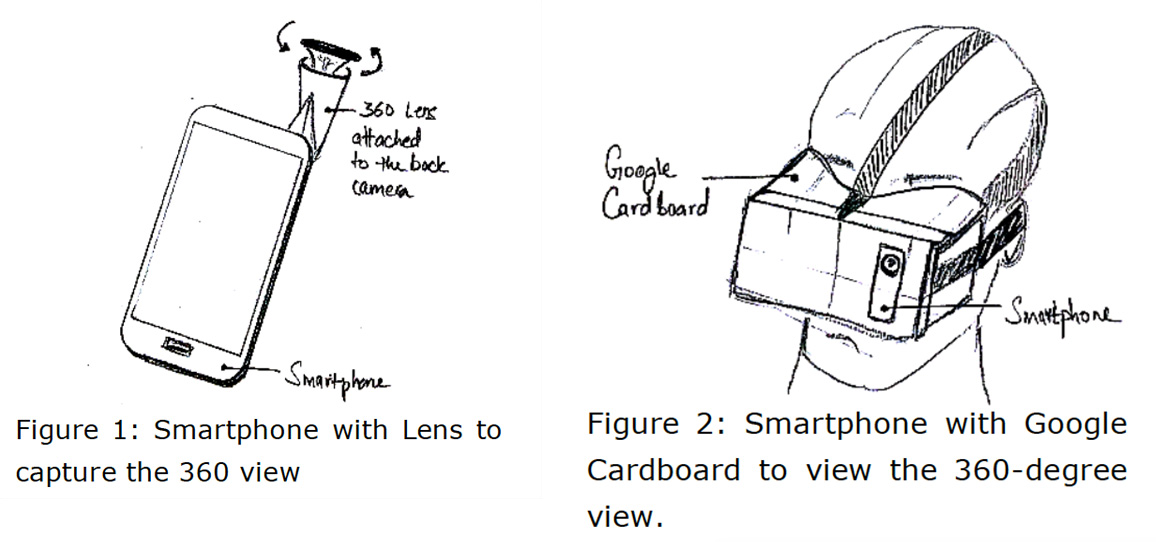 360 Lens
attached
to the back
camera
Smartphone
Figure 1: Smartphone with Lens to
capture the 360 view
Google
Cardboard
Smartphone
Figure 2: Smartphone with Google
Cardboard to view the 360-degree
view.